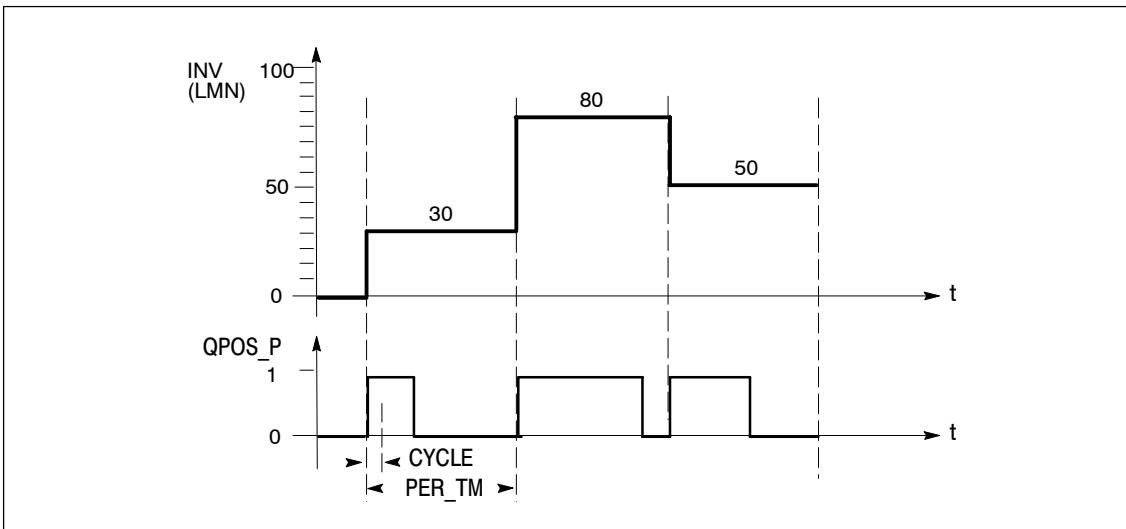 INV
(LMN)
100
50
0
30
80
50
t
QPOS_P
1
0
t
CYCLE
PER_TM